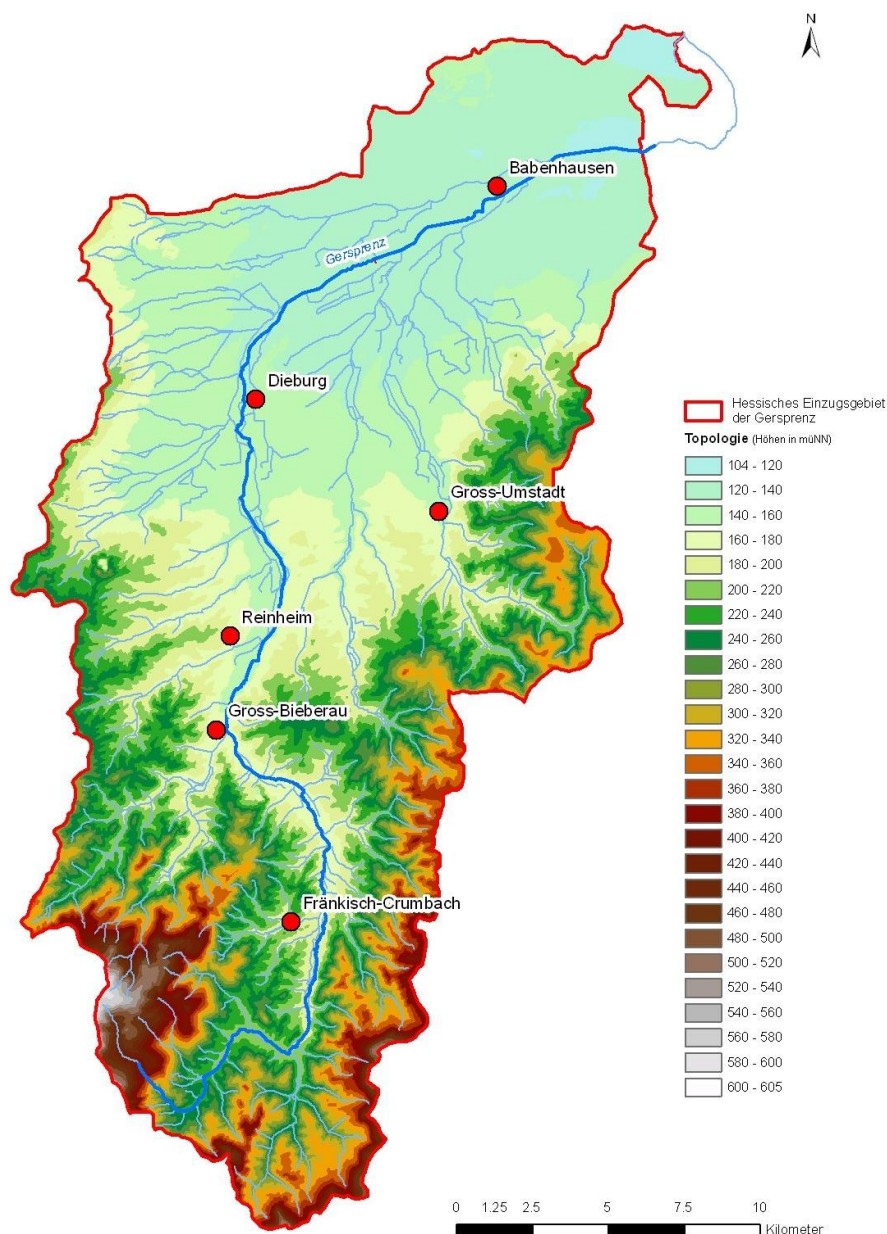 N
Babenhausen
Gersprenz
Dieburg
Gross-Umstadt
Reinheim
Gross-Bieberau
Fränkisch-Crumbach
Hessisches Einzugsgebiet
der Gersprenz
Topologie (Höhen in müNN)
104 - 120
120 - 140
140 - 160
160 - 180
180 - 200
200 - 220
220 - 240
240 - 260
260 - 280
280 - 300
300 - 320
320 - 340
340 - 360
360 - 380
380 - 400
400 - 420
420 - 440
440 - 460
460 - 480
480 - 500
500 - 520
520 - 540
540 - 560
560 - 580
580 - 600
600 - 605
0 1.25 2.5 5 7.5 10
Kilometer